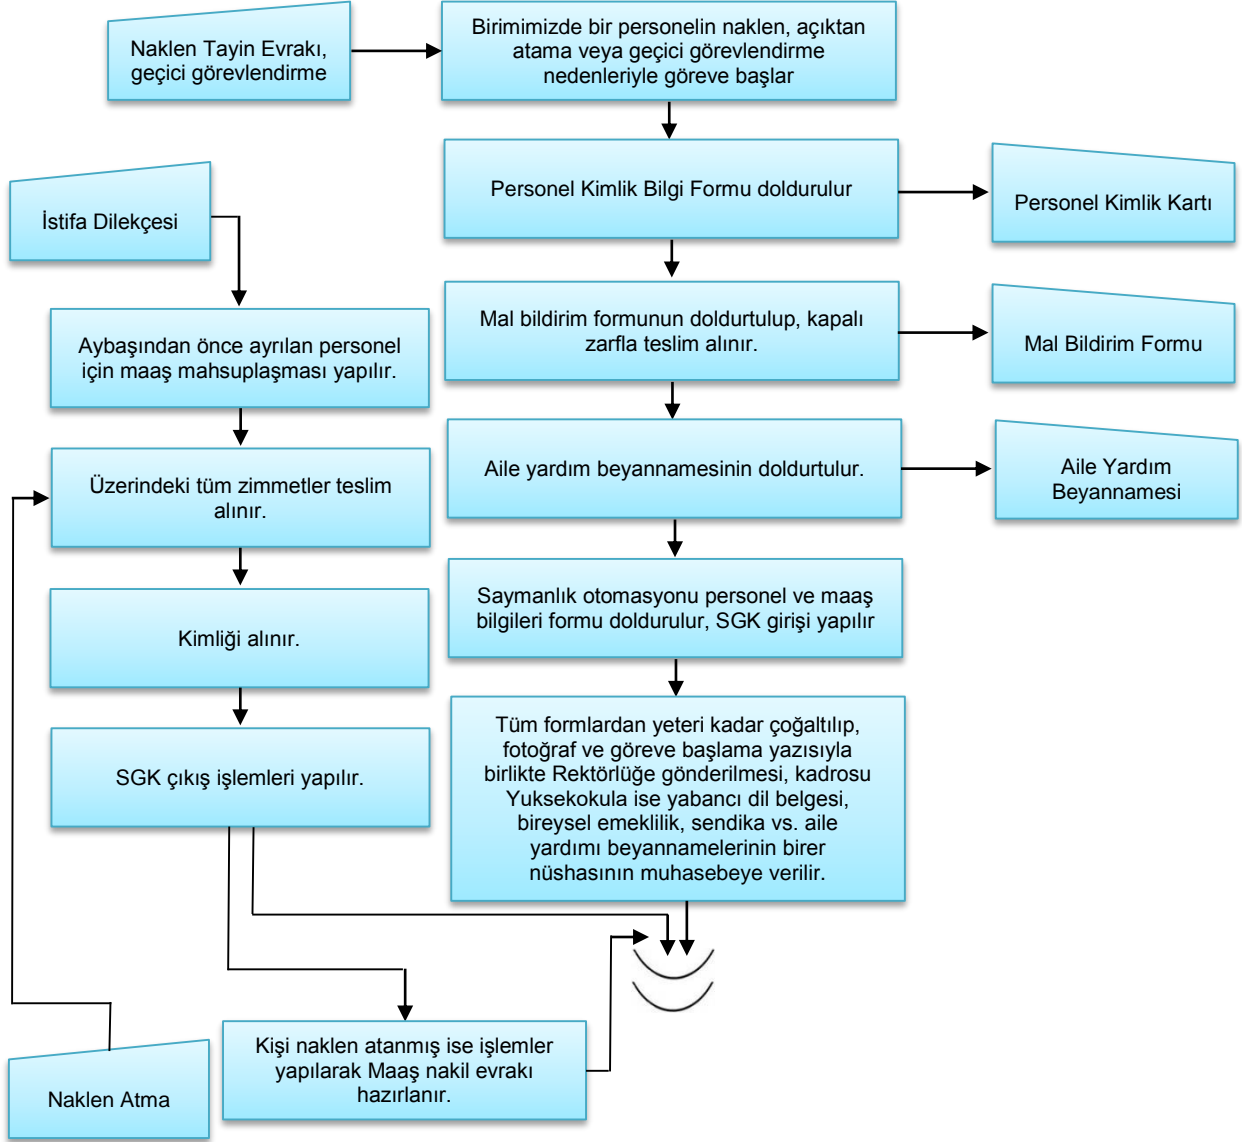 Naklen Tayin Evrakı,
geçici görevlendirme
Birimimizde bir personelin naklen, açıktan
atama veya geçici görevlendirme
nedenleriyle göreve başlar
Personel Kimlik Bilgi Formu doldurulur
Personel Kimlik Kartı
İstifa Dilekçesi
Mal bildirim formunun doldurtulup, kapalı
zarfla teslim alınır.
Mal Bildirim Formu
Aybaşından önce ayrılan personel
için maaş mahsuplaşması yapılır.
Aile yardım beyannamesinin doldurtulur.
Aile Yardım
Beyannamesi
Üzerindeki tüm zimmetler teslim
alınır.
Saymanlık otomasyonu personel ve maaş
bilgileri formu doldurulur, SGK girişi yapılır
Kimliği alınır.
Tüm formlardan yeteri kadar çoğaltılıp,
fotoğraf ve göreve başlama yazısıyla
birlikte Rektörlüğe gönderilmesi, kadrosu
Yuksekokula ise yabancı dil belgesi,
bireysel emeklilik, sendika vs. aile
yardımı beyannamelerinin birer
nüshasının muhasebeye verilir.
SGK çıkış işlemleri yapılır.
Kişi naklen atanmış ise işlemler
yapılarak Maaş nakil evrakı
hazırlanır.
Naklen Atma